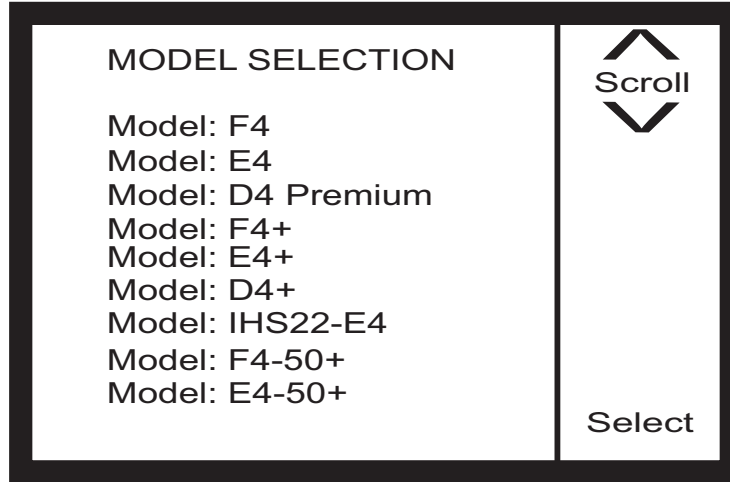 MODEL SELECTION
Model: F4
Model: E4
Model: D4 Premium
Model: F4+
Model: E4+
Model: D4+
Model: IHS22-E4
Model: F4-50+
Model: E4-50+
Scroll
Select